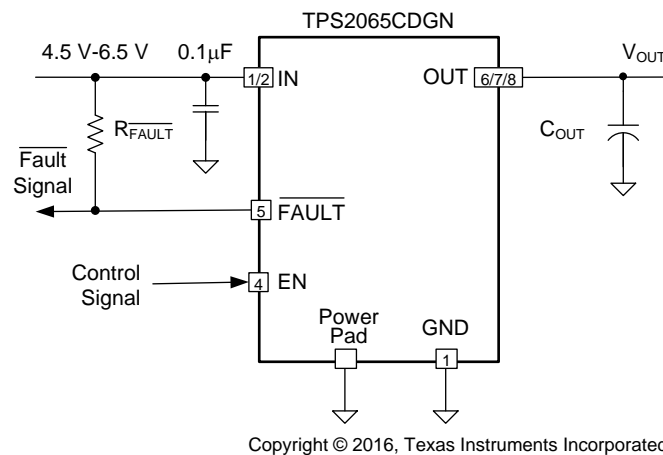 TPS2065CDGN
4.5 V-6.5 V
0.1µF
1/2
IN
OUT
6/7/8
VOUT
RFAULT
COUT
Fault
Signal
5
FAULT
Control
Signal
4
EN
Power
Pad
GND
1
Copyright © 2016, Texas Instruments Incorporated